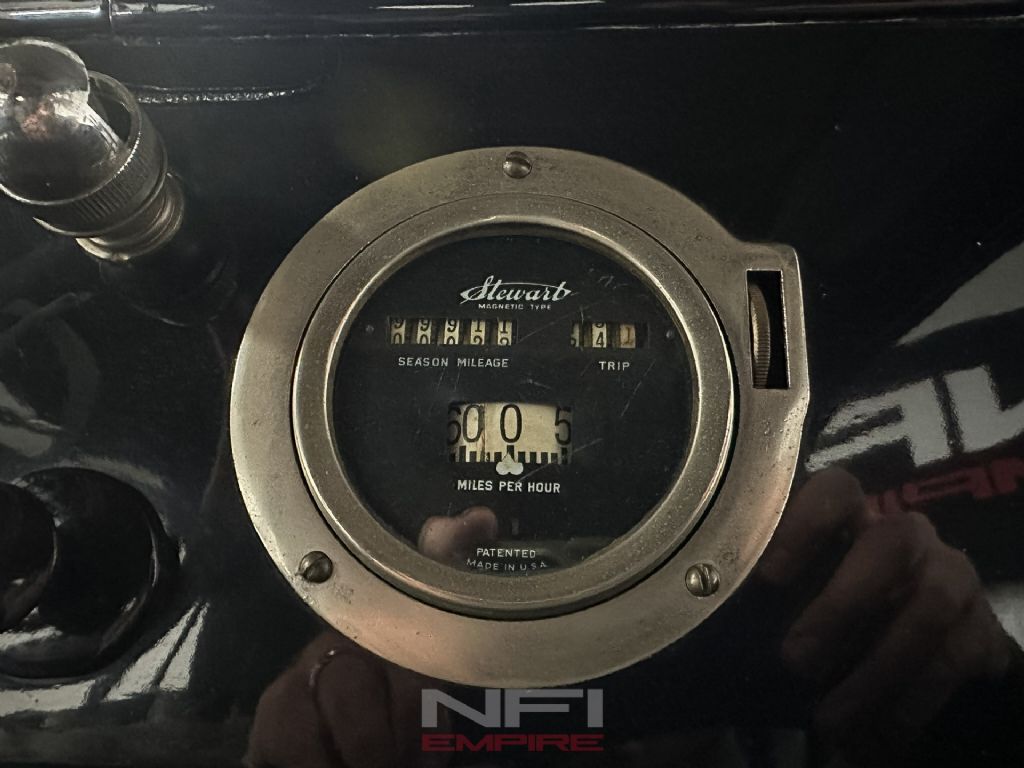 Stewart
MAGNETIC TYPE
SEASON MILEAGE
TRIP
60 0 5
MILES PER HOUR
PATENTED
MADE IN U.S.A.
NFI
EMPIRE